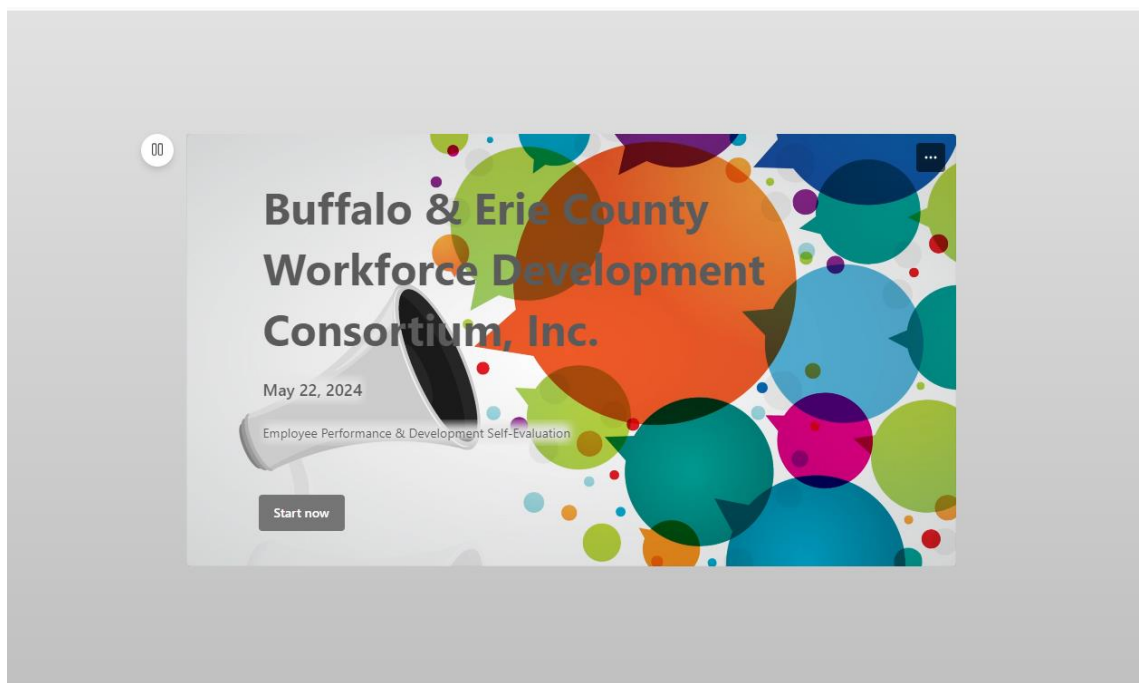 Buffalo & Erie County
Workforce Development
Consortium, Inc.
May 22, 2024
Employee Performance & Development Self-Evaluation
Start now